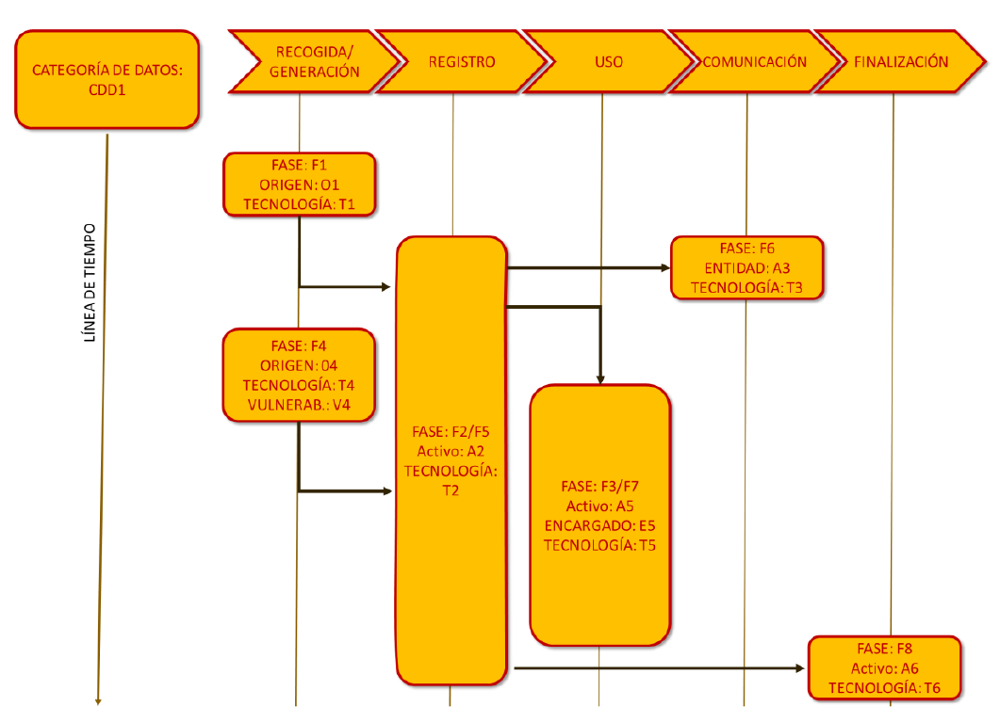 CATEGORÍA DE DATOS:
CDD1
RECOGIDA/
GENERACIÓN
REGISTRO
USO
COMUNICACIÓN
FINALIZACIÓN
LÍNEA DE TIEMPO
FASE: F1
ORIGEN: O1
TECNOLOGÍA: T1
FASE: F6
ENTIDAD: A3
TECNOLOGÍA: T3
FASE: F4
ORIGEN: 04
TECNOLOGÍA: T4
VULNERAB.: V4
FASE: F2/F5
Activo: A2
TECNOLOGÍA:
T2
FASE: F3/F7
Activo: A5
ENCARGADO: E5
TECNOLOGÍA: T5
FASE: F8
Activo: A6
TECNOLOGÍA: T6